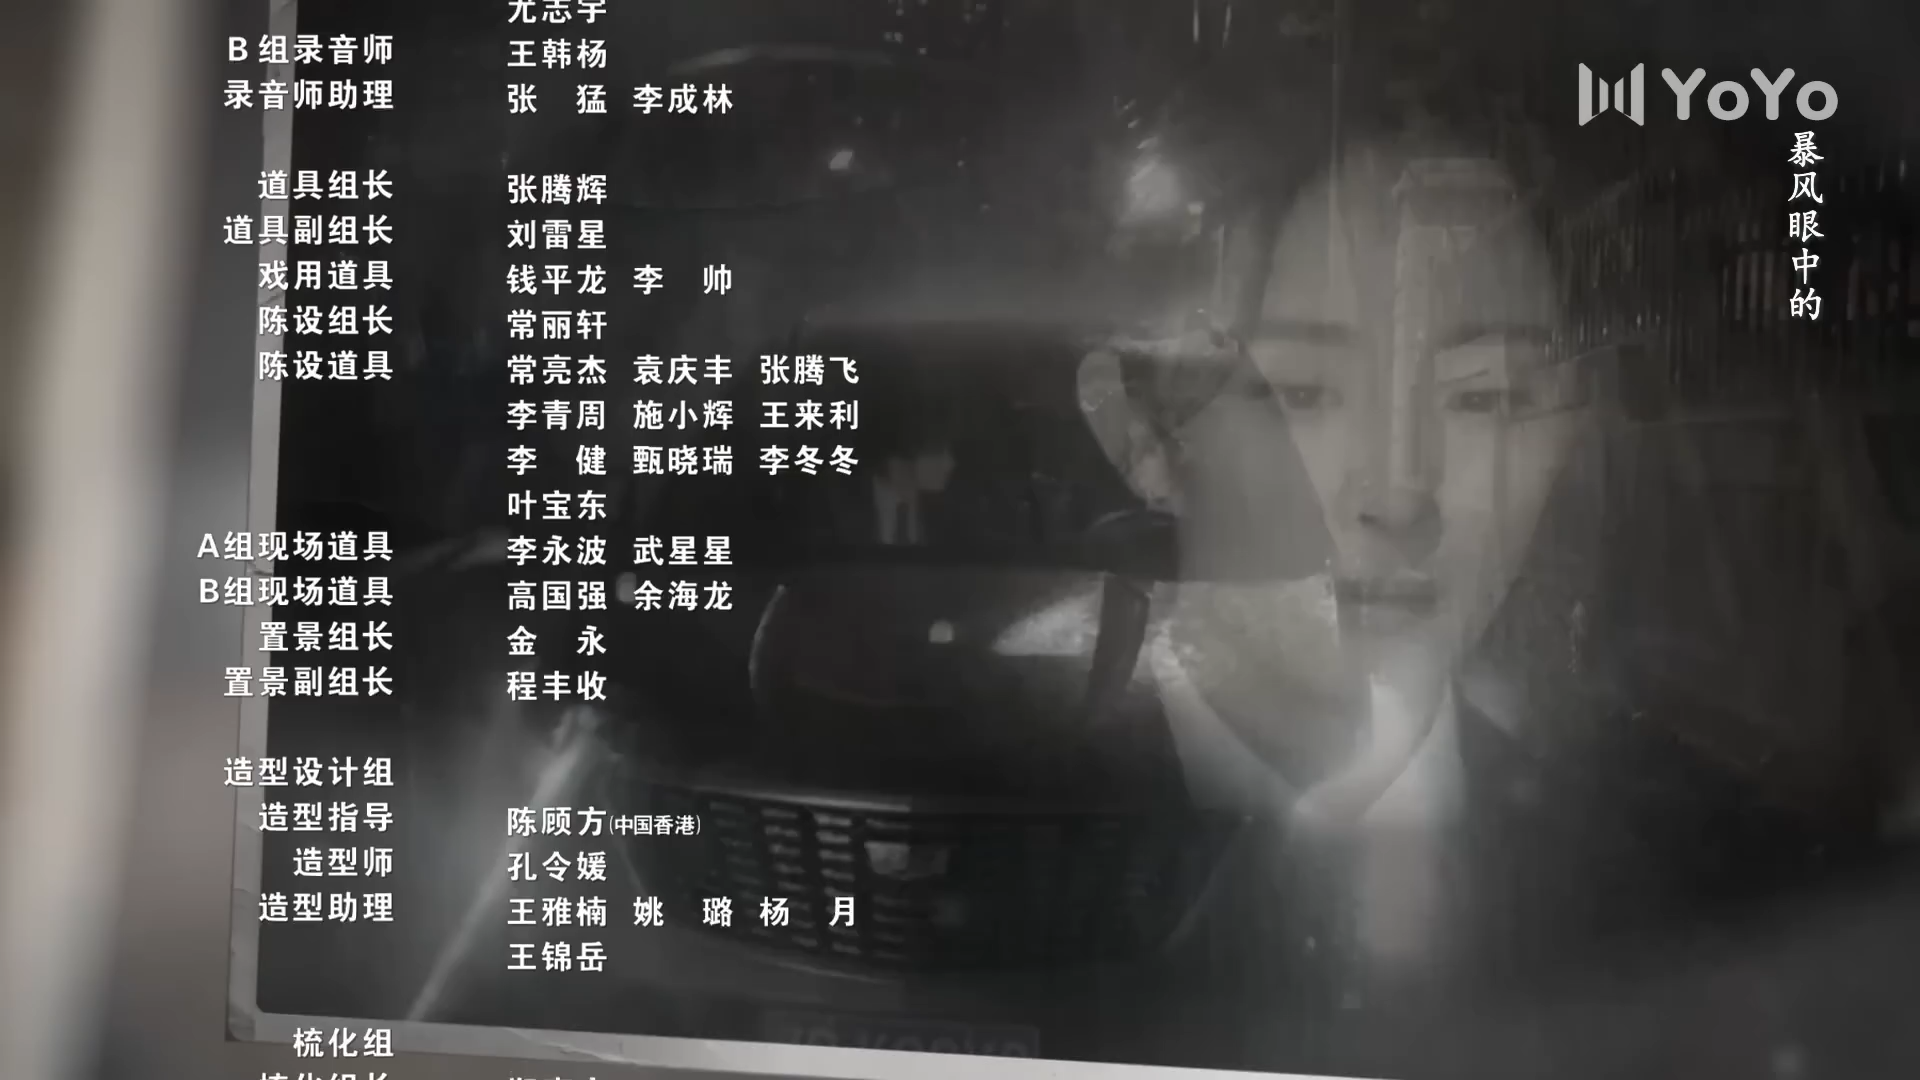 尤志宇
B组录音师 王韩杨
录音师助理 张 猛 李成林
道具组长 张腾辉
道具副组长 刘雷星
戏用道具 钱平龙 李 帅
陈设组长 常丽轩
陈设道具 常亮杰 袁庆丰 张腾飞
李青周 施小辉 王来利
李 健 甄晓瑞 李冬冬
叶宝东
A组现场道具 李永波 武星星
B组现场道具 高国强 余海龙
置景组长 金 永
置景副组长 程丰收
造型设计组
造型指导 陈顾方(中国香港)
造型师 孔令媛
造型助理 王雅楠 姚 璐 杨 月
王锦岳
梳化组
梳化组长
YoYo
暴风眼中的